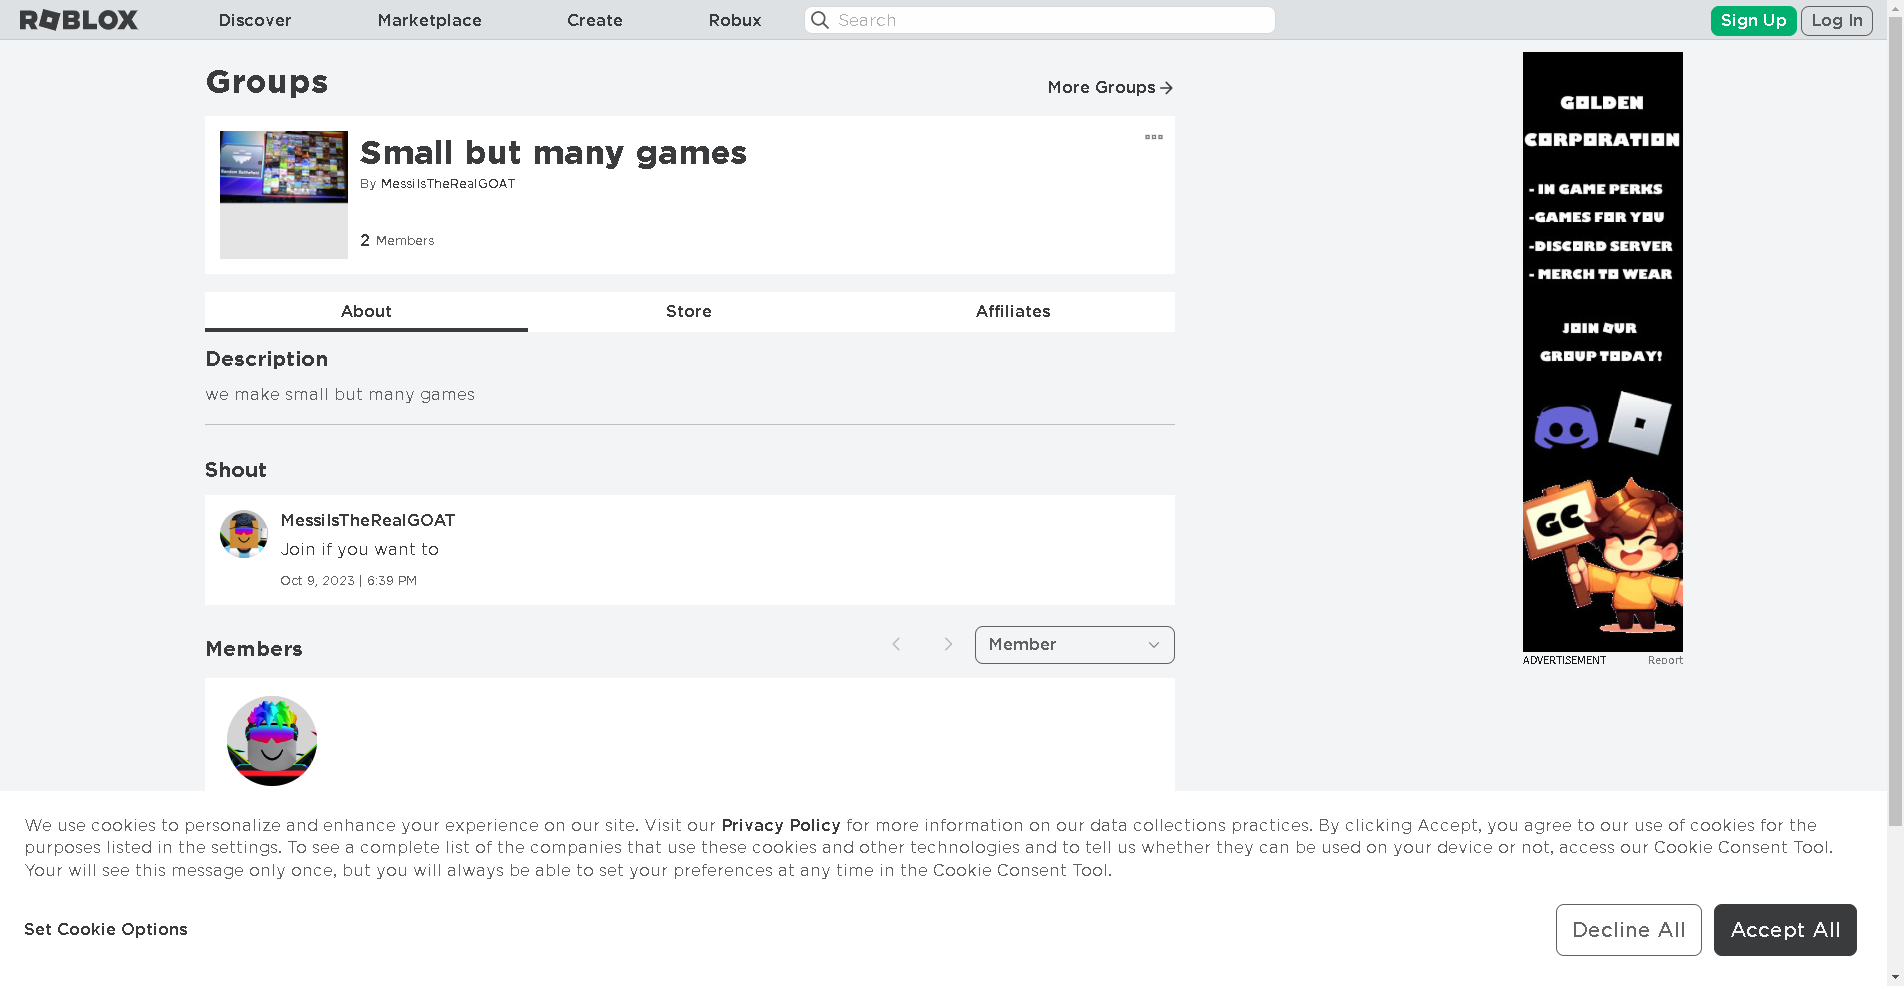 ROBLOX
Discover
Marketplace
Create
Robux
Search
Sign Up
Log In
Groups
More Groups
Small but many games
By MessiIsTheRealGOAT
2 Members
About
Store
Affiliates
Description
we make small but many games
Shout
MessiIsTheRealGOAT
Join if you want to
Oct 9, 2023 | 6:39 PM
Members
Member
GOLDEN
CORPORATION
- IN GAME PERKS
-GAMES FOR YOU
-DISCORD SERVER
- MERCH TO WEAR
JOIN OUR
GROUP TODAY!
GC
ADVERTISEMENT
Report
We use cookies to personalize and enhance your experience on our site. Visit our Privacy Policy for more information on our data collections practices. By clicking Accept, you agree to our use of cookies for the
purposes listed in the settings. To see a complete list of the companies that use these cookies and other technologies and to tell us whether they can be used on your device or not, access our Cookie Consent Tool.
Your will see this message only once, but you will always be able to set your preferences at any time in the Cookie Consent Tool.
Set Cookie Options
Decline All
Accept All